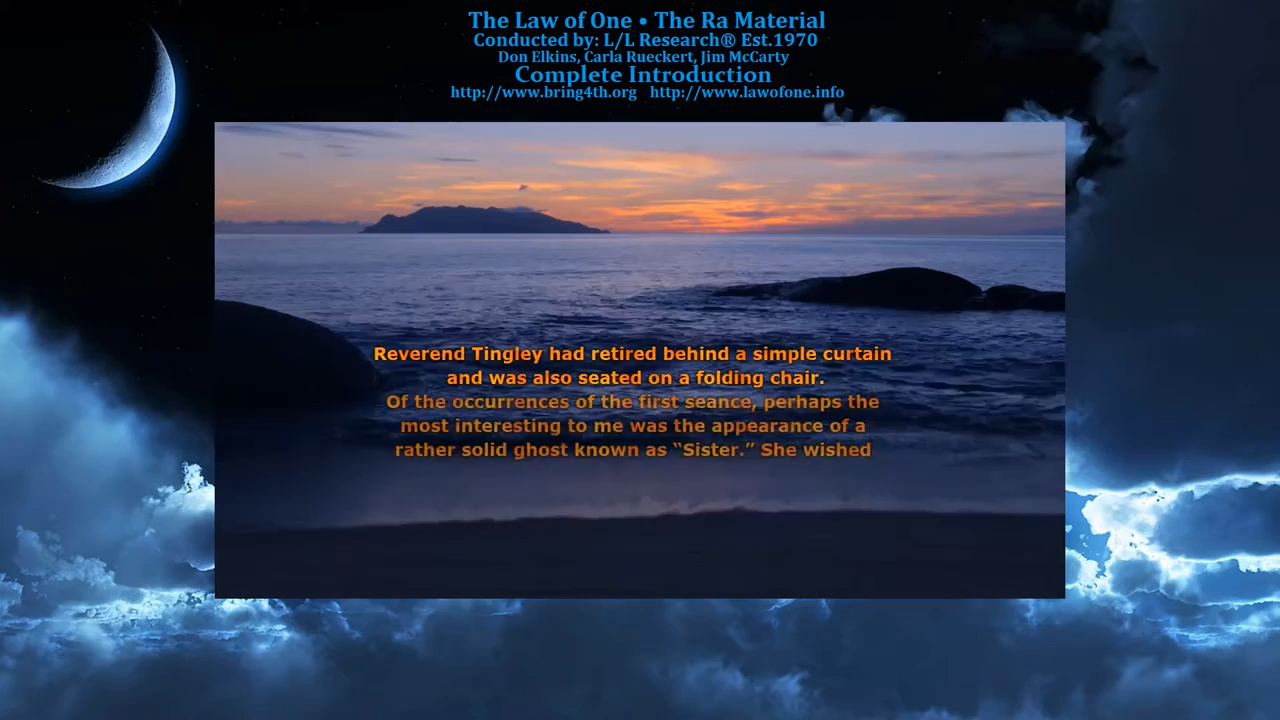 The Law of One • The Ra Material
Conducted by: L/L Research® Est.1970
Don Elkins, Carla Rueckert, Jim McCarty
Complete Introduction
http://www.bring4th.org http://www.lawofone.info
Reverend Tingley had retired behind a simple curtain
and was also seated on a folding chair.
Of the occurrences of the first seance, perhaps the
most interesting to me was the appearance of a
rather solid ghost known as “Sister.” She wished